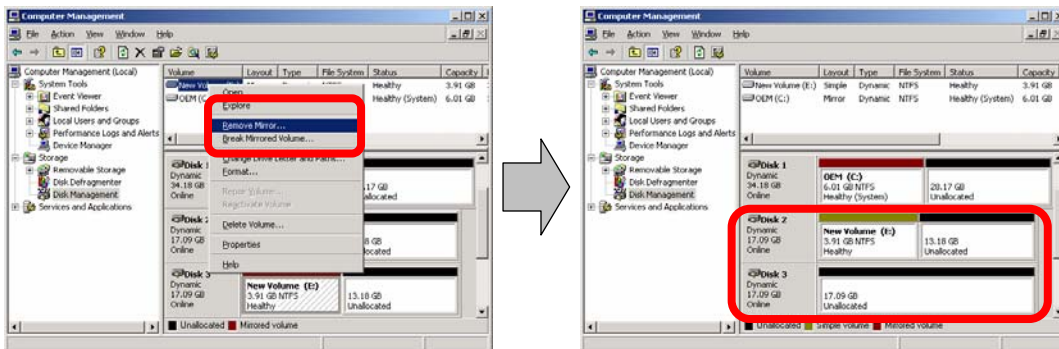 Computer Management
File Action View Window Help
Computer Management (Local)
System Tools
Event Viewer
Shared Folders
Local Users and Groups
Performance Logs and Alerts
Device Manager
Storage
Removable Storage
Disk Defragmenter
Disk Management
Services and Applications
Volume Layout Type File System Status Capacity
New Healthy 3.91 GB
OEM (C Healthy (System) 6.01 GB
Open
Explore
Remove Mirror...
Break Mirrored Volume...
Change Drive Letter and Paths...
Format...
Repair Volume...
Reactivate Volume
Delete Volume...
Properties
Help
Disk
Dynamic
34.18 GB
Online
.17 GB
allocated
Disk 2
Dynamic
17.09 GB
Online
8 GB
located
Disk 3
Dynamic
17.09 GB
Online
New Volume (E:)
3.91 GB NTFS
Healthy
13.18 GB
Unallocated
Unallocated Mirrored volume
Computer Management
File Action View Window Help
Computer Management (Local)
System Tools
Event Viewer
Shared Folders
Local Users and Groups
Performance Logs and Alerts
Device Manager
Storage
Removable Storage
Disk Defragmenter
Disk Management
Services and Applications
Volume Layout Type File System Status Capacity
New Volume (E:) Simple Dynamic NTFS Healthy 3.91 GB
OEM (C:) Mirror Dynamic NTFS Healthy (System) 6.01 GB
Disk 1
Dynamic
34.18 GB
Online
OEM (C:)
6.01 GB NTFS
Healthy (System)
28.17 GB
Unallocated
Disk 2
Dynamic
17.09 GB
Online
New Volume (E:)
3.91 GB NTFS
Healthy
13.18 GB
Unallocated
Disk 3
Dynamic
17.09 GB
Online
17.09 GB
Unallocated
Unallocated Simple volume Mirrored volume